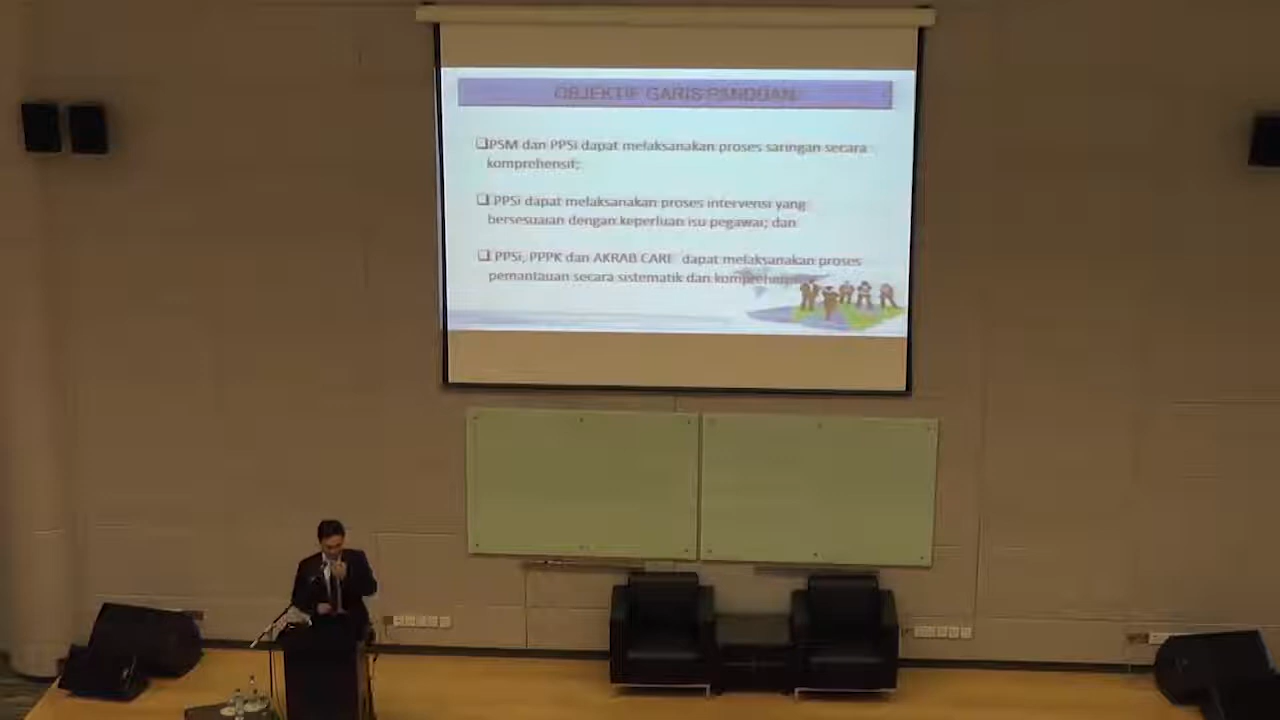 OBJEKTIF GARIS PANDUAN
PSM dan PPSi dapat melaksanakan proses saringan secara
komprehensif;
PPSi dapat melaksanakan proses intervensi yang
bersesuaian dengan keperluan isu pegawai; dan
PPSi, PPPK dan AKRAB CARE dapat melaksanakan proses
pemantauan secara sistematik dan